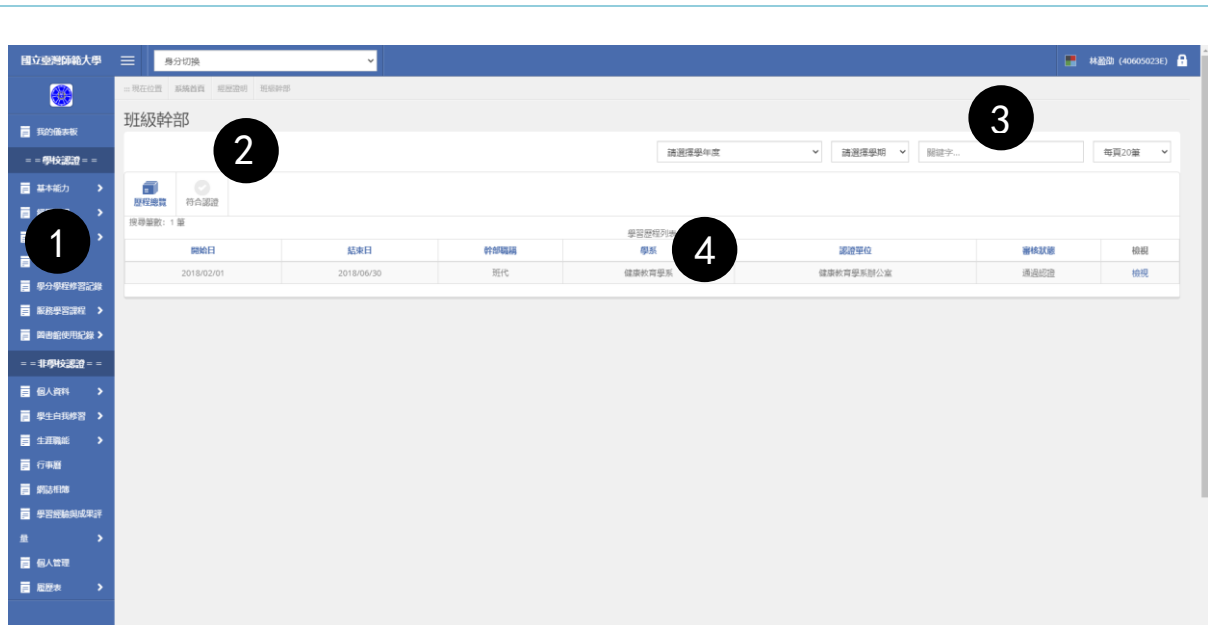 國立臺灣師範大學
身分切換
林盈劭 (40605023E)
現在位置 編輯首頁 經歷證明 班級幹部
我的儀表板
班級幹部
2
3
請選擇學年度
請選擇學期
關鍵字...
每頁20筆
= = 學校認證 = =
基本能力
歷程總覽
符合認證
搜尋筆數: 1 筆
1
學習歷程列表
4
開始日
結束日
幹部職稱
學系
認證單位
審核狀態
檢視
2018/02/01
2018/06/30
班代
健康教育學系
健康教育學系辦公室
通過認證
檢視
學分學程修習記錄
服務學習課程
圖書館使用紀錄
= = 非學校認證 = =
個人資料
學生自我修習
生涯職能
行事曆
網誌相簿
學習經驗與成果評
量
個人管理
履歷表